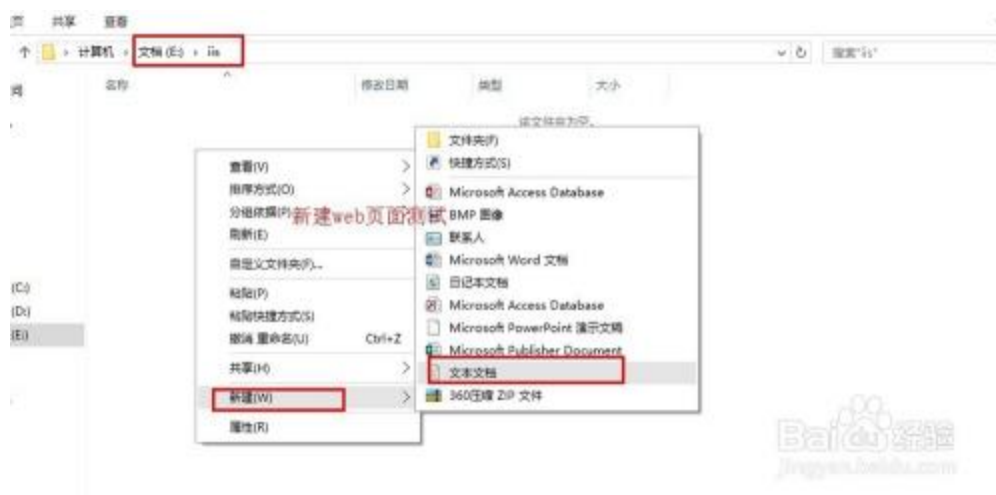 页 共享 查看
计算机 › 文档 (E:) › iis 搜索"iis"
名称 修改日期 类型 大小
该文件夹为空。
查看(V)
排序方式(O)
分组依据(P)
刷新(E)
自定义文件夹(F)...
粘贴(P)
粘贴快捷方式(S)
撤消 重命名(U) Ctrl+Z
共享(H)
新建(W)
属性(R)
新建web页面测试
文件夹(F)
快捷方式(S)
Microsoft Access Database
BMP 图像
联系人
Microsoft Word 文档
日记本文档
Microsoft Access Database
Microsoft PowerPoint 演示文稿
Microsoft Publisher Document
文本文档
360压缩 ZIP 文件
(C:)
(D:)
(E:)
Baidu经验
jingyan.baidu.com